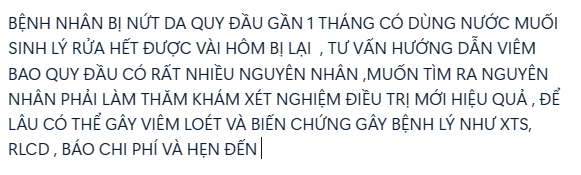 BỆNH NHÂN BỊ NỨT DA QUY ĐẦU GẦN 1 THÁNG CÓ DÙNG NƯỚC MUỐI
SINH LÝ RỬA HẾT ĐƯỢC VÀI HÔM BỊ LẠI , TƯ VẤN HƯỚNG DẪN VIÊM
BAO QUY ĐẦU CÓ RẤT NHIỀU NGUYÊN NHÂN ,MUỐN TÌM RA NGUYÊN
NHÂN PHẢI LÀM THĂM KHÁM XÉT NGHIỆM ĐIỀU TRỊ MỚI HIỆU QUẢ , ĐỂ
LÂU CÓ THỂ GÂY VIÊM LOÉT VÀ BIẾN CHỨNG GÂY BỆNH LÝ NHƯ XTS,
RLCD , BÁO CHI PHÍ VÀ HẸN ĐẾN